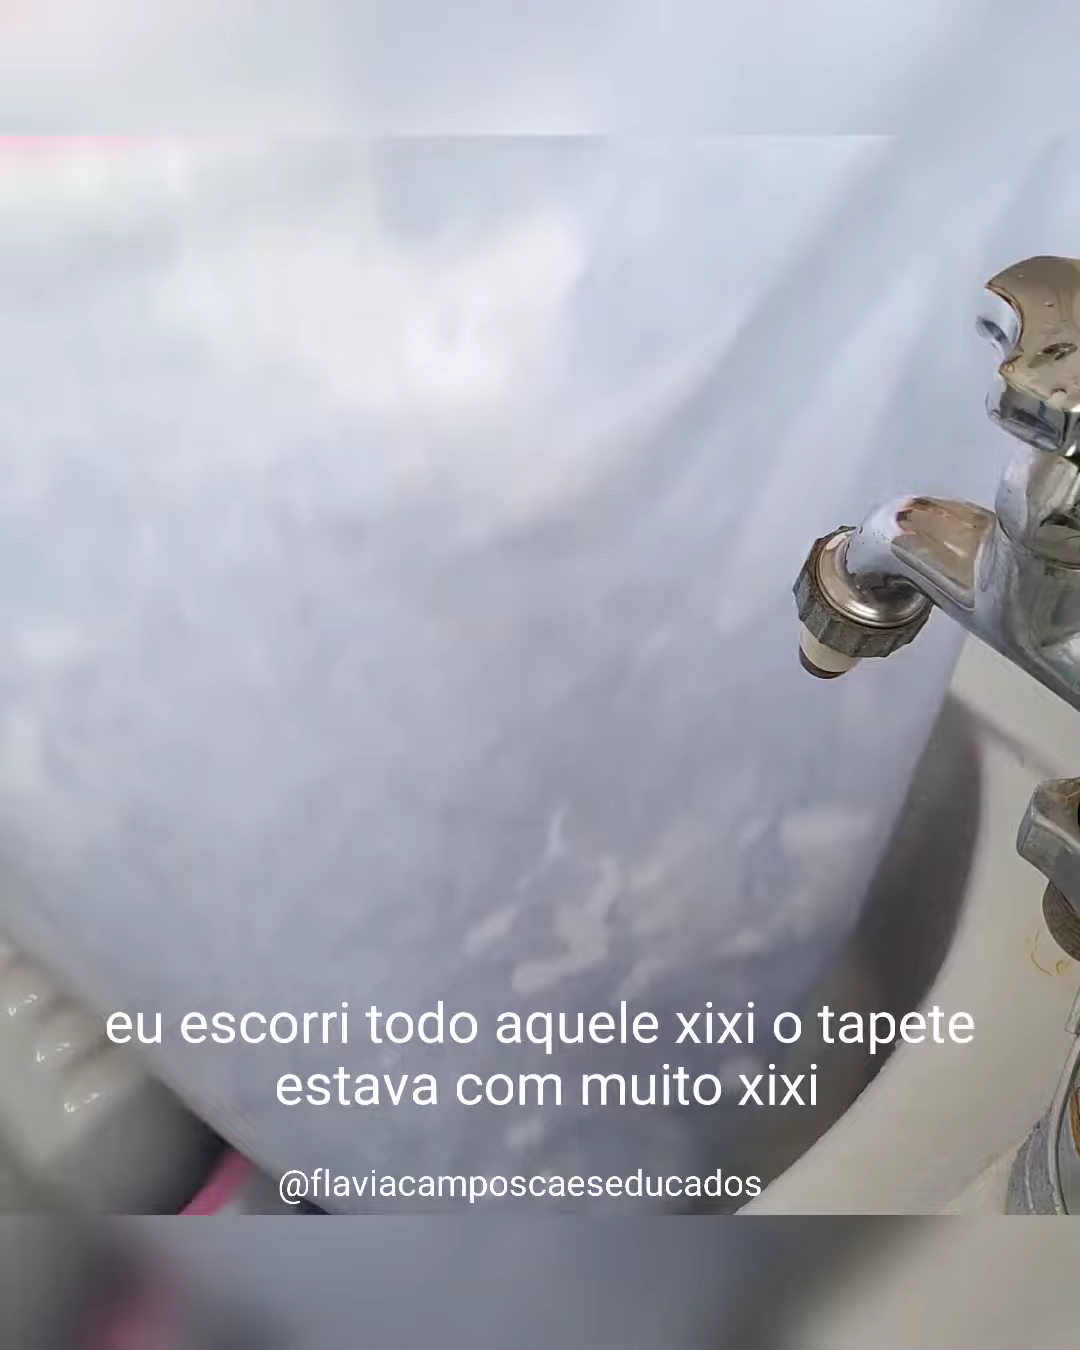 eu escorri todo aquele xixi o tapete
estava com muito xixi
@flaviacamposcaeseducados